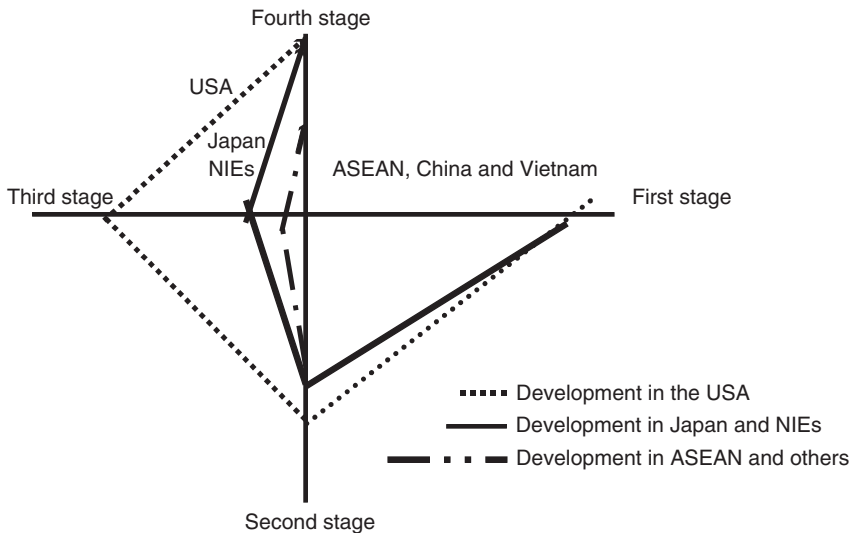 Fourth stage
USA
Japan
NIEs
ASEAN, China and Vietnam
Third stage
First stage
Development in the USA
Development in Japan and NIEs
Development in ASEAN and others
Second stage